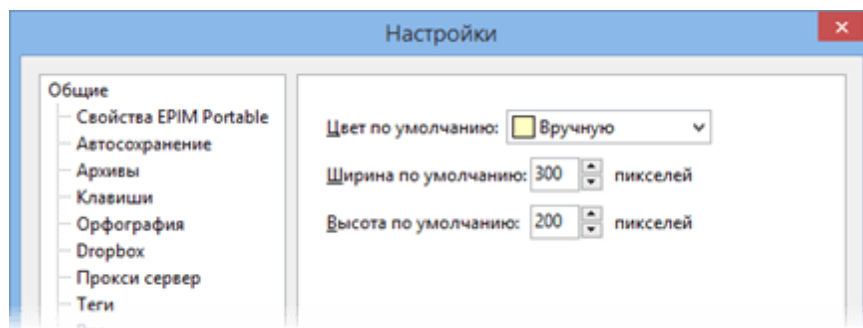 Настройки
Общие
Свойства EPIM Portable
Автосохранение
Архивы
Клавиши
Орфография
Dropbox
Прокси сервер
Теги
Цвет по умолчанию: Вручную
Ширина по умолчанию: 300 пикселей
Высота по умолчанию: 200 пикселей